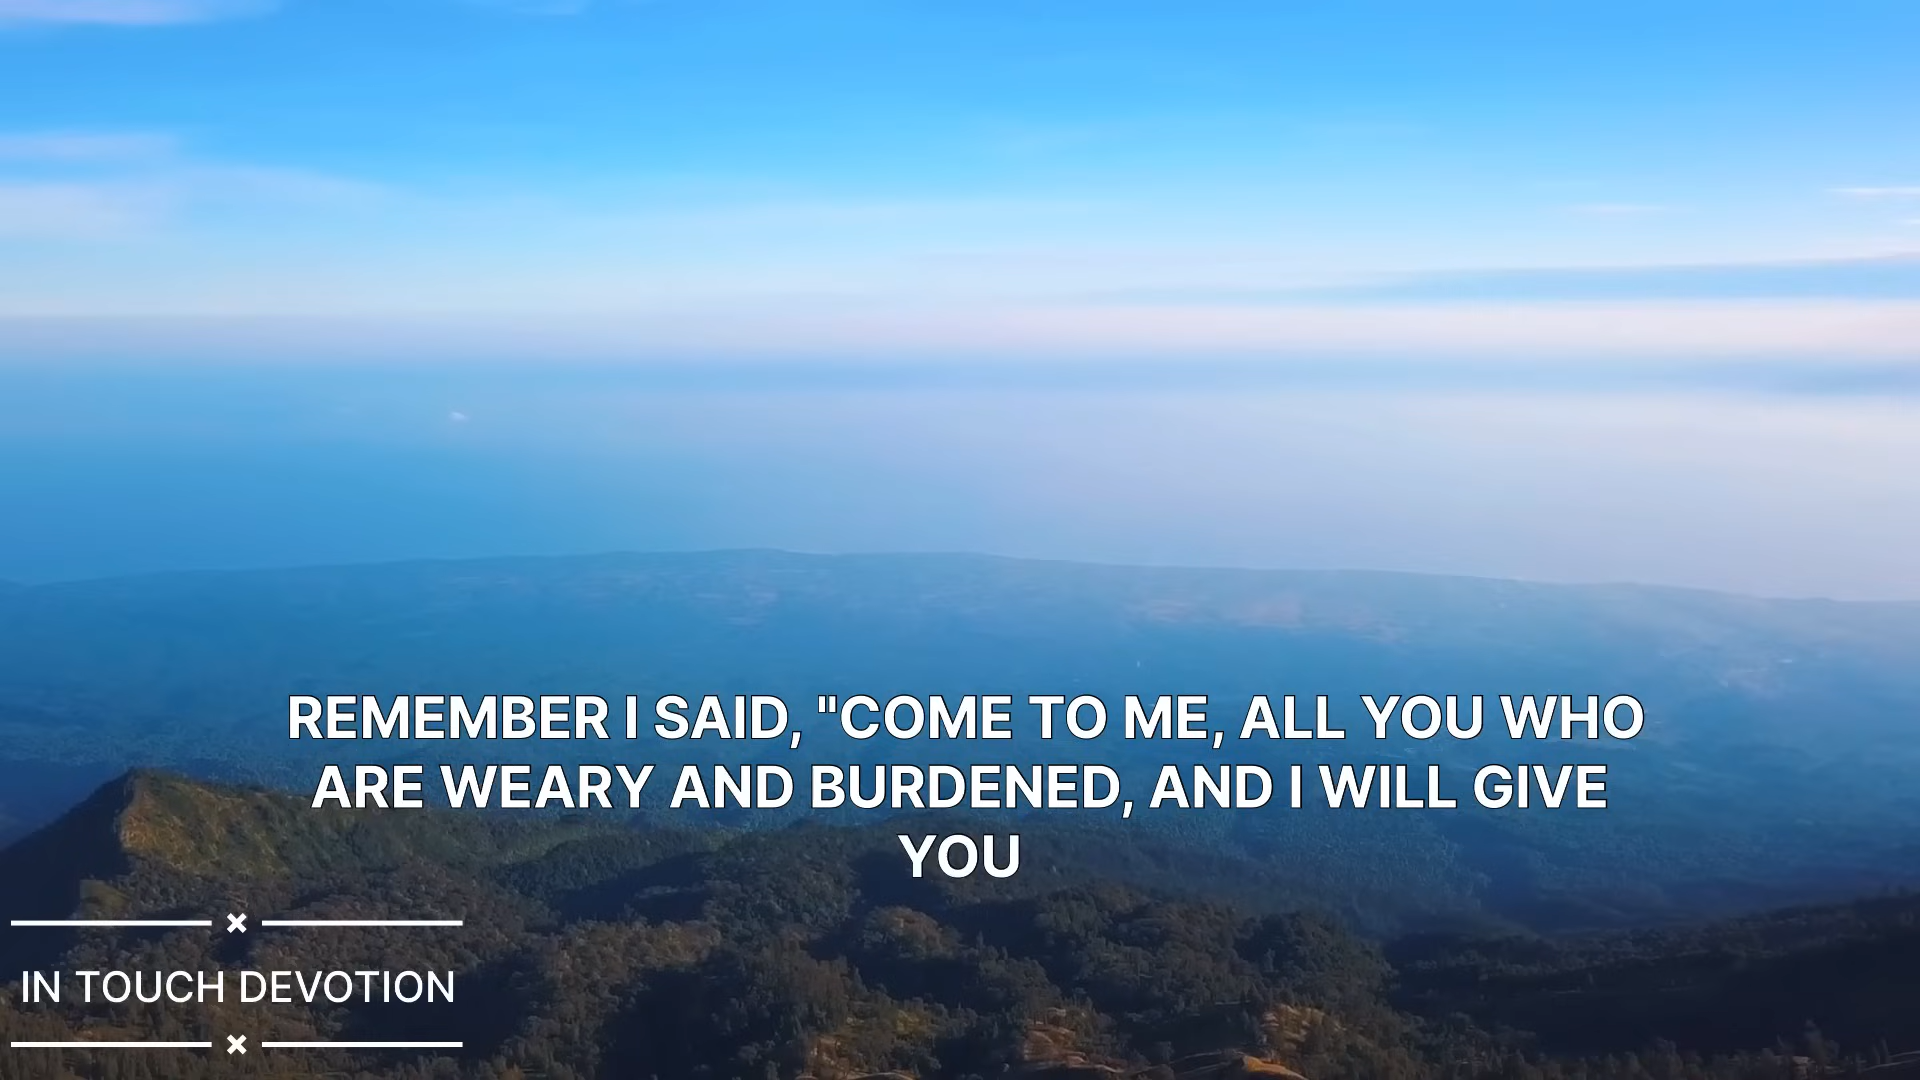 REMEMBER I SAID, "COME TO ME, ALL YOU WHO
ARE WEARY AND BURDENED, AND I WILL GIVE
YOU
IN TOUCH DEVOTION